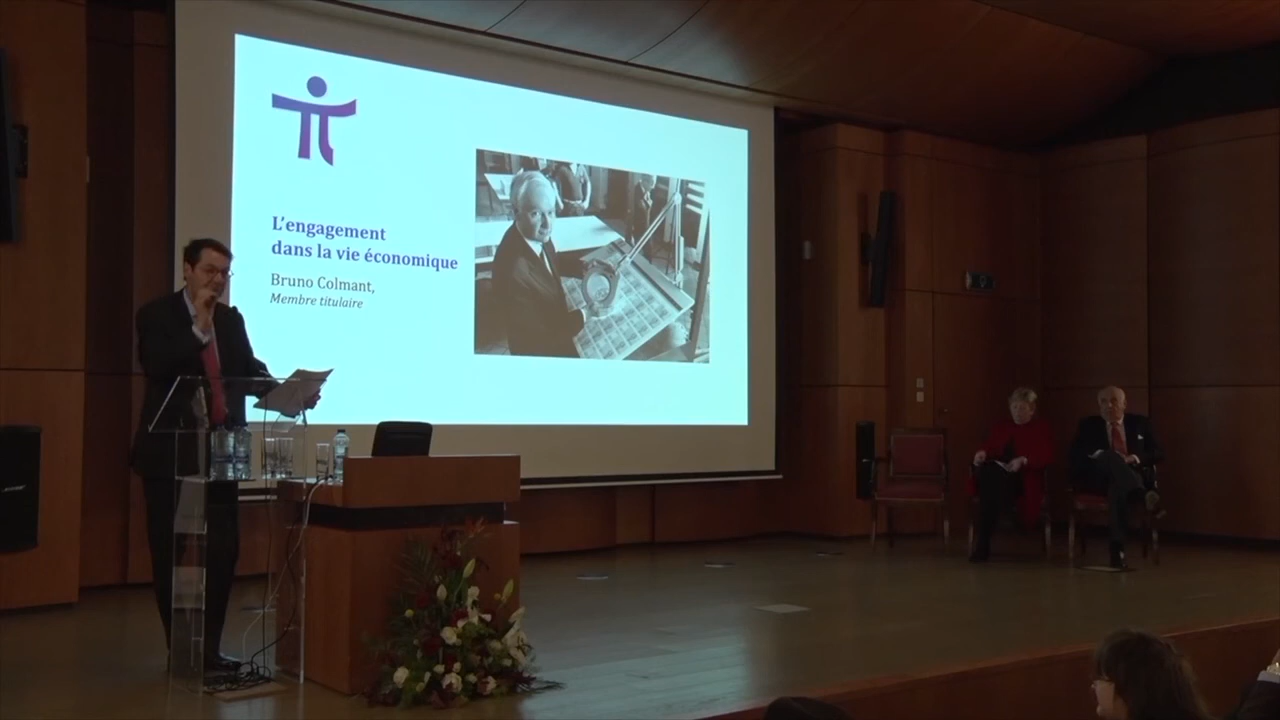 L'engagement
dans la vie économique
Bruno Colmant,
Membre titulaire